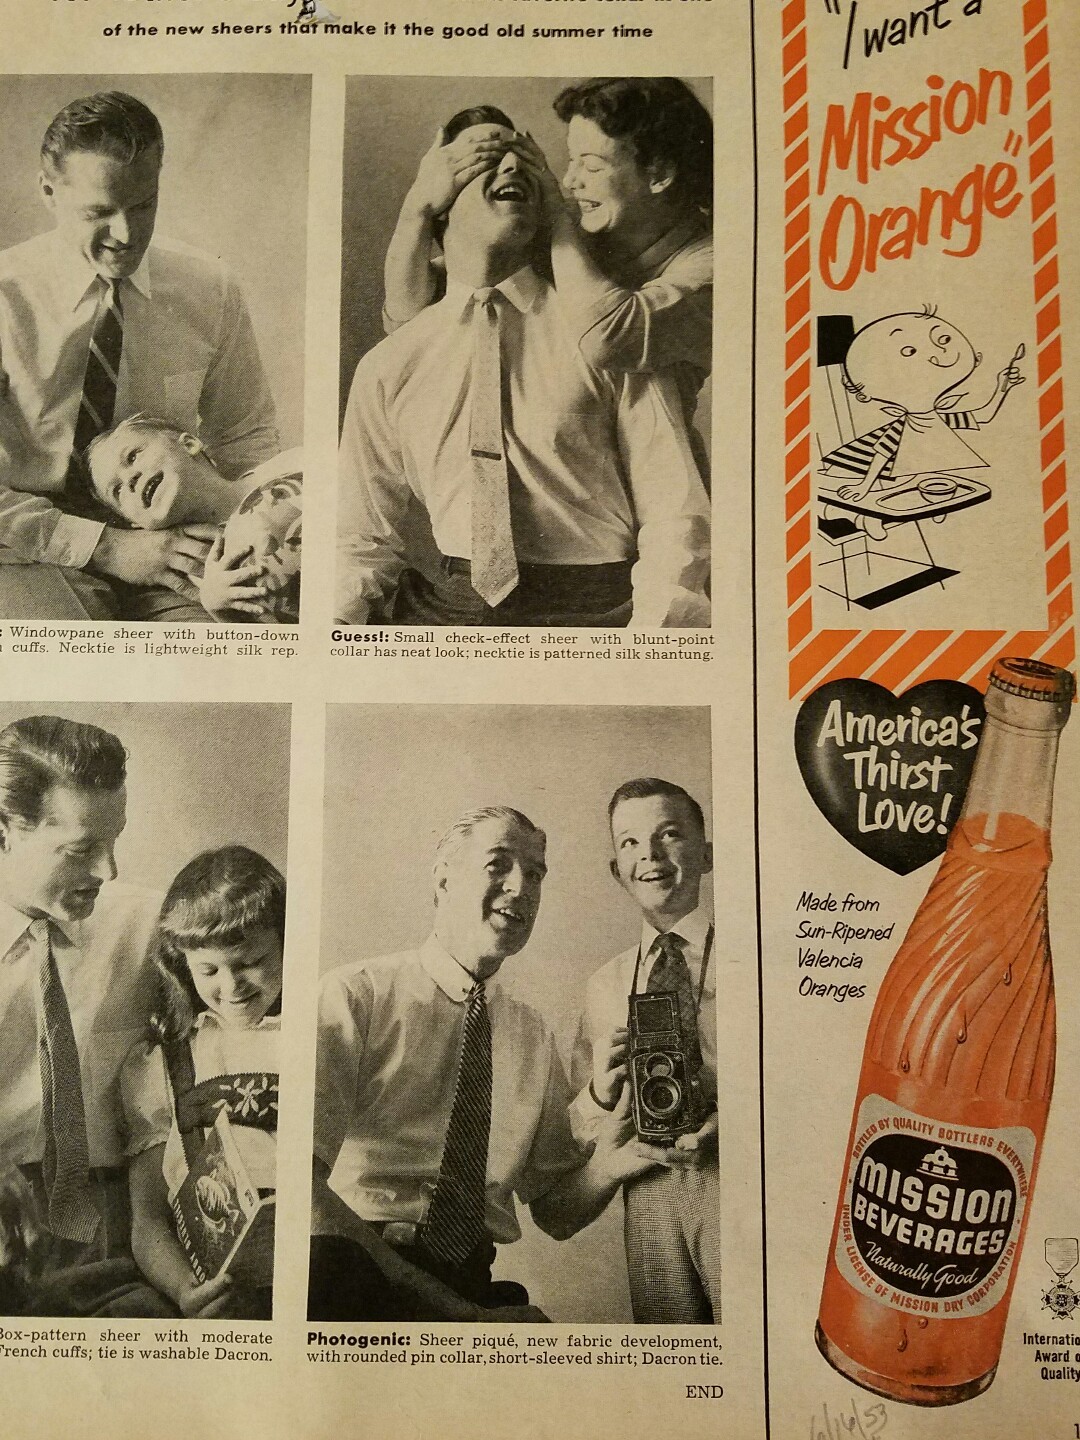 of the new sheers that make it the good old summer time
: Windowpane sheer with button-down
cuffs. Necktie is lightweight silk rep.
Guess!: Small check-effect sheer with blunt-point
collar has neat look; necktie is patterned silk shantung.
Box-pattern sheer with moderate
French cuffs; tie is washable Dacron.
Photogenic: Sheer piqué, new fabric development,
with rounded pin collar, short-sleeved shirt; Dacron tie.
END
"I want a
Mission
Orange"
America's
Thirst
Love!
Made from
Sun-Ripened
Valencia
Oranges
BOTTLED BY QUALITY BOTTLERS EVERYWHERE
MISSION
BEVERAGES
Naturally Good
UNDER LICENSE OF MISSION DRY CORPORATION
Internatio
Award o
Quality
6/16/53